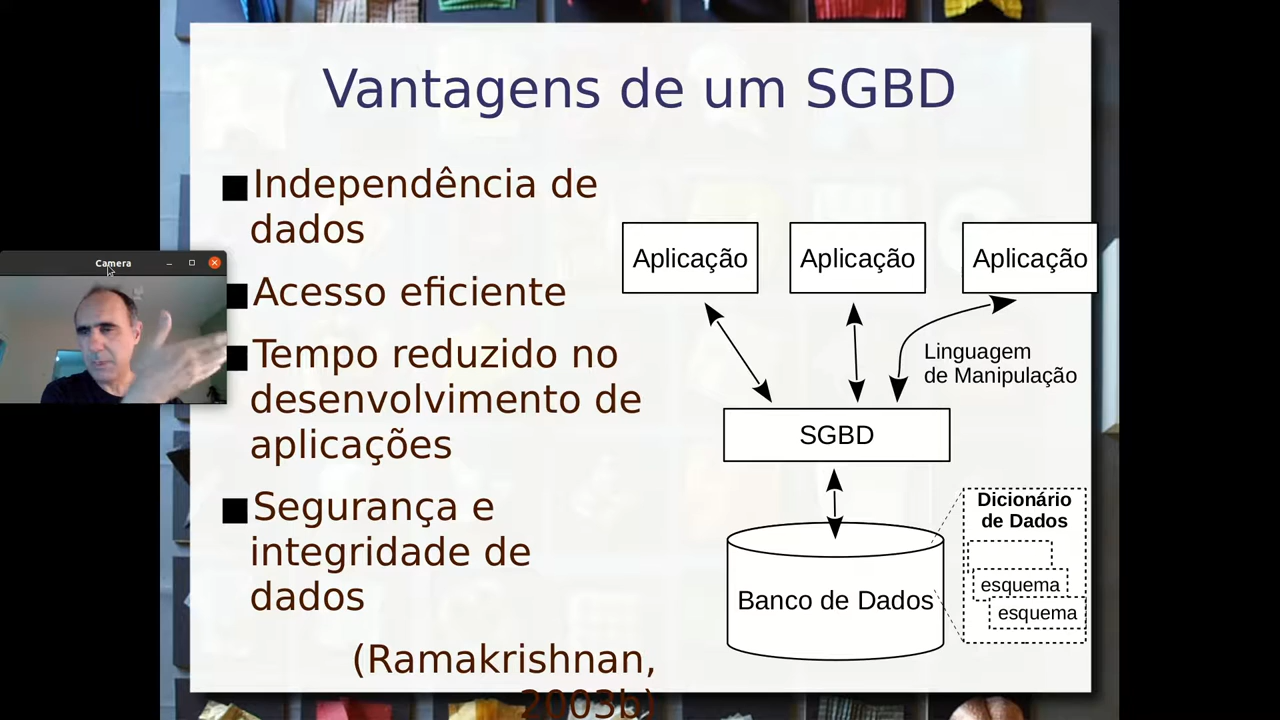 Vantagens de um SGBD
■Independência de
dados
■Acesso eficiente
■Tempo reduzido no
desenvolvimento de
aplicações
■Segurança e
integridade de
dados
(Ramakrishnan,
2003b)
Camera
Aplicação
Aplicação
Aplicação
Linguagem
de Manipulação
SGBD
Banco de Dados
Dicionário
de Dados
esquema
esquema